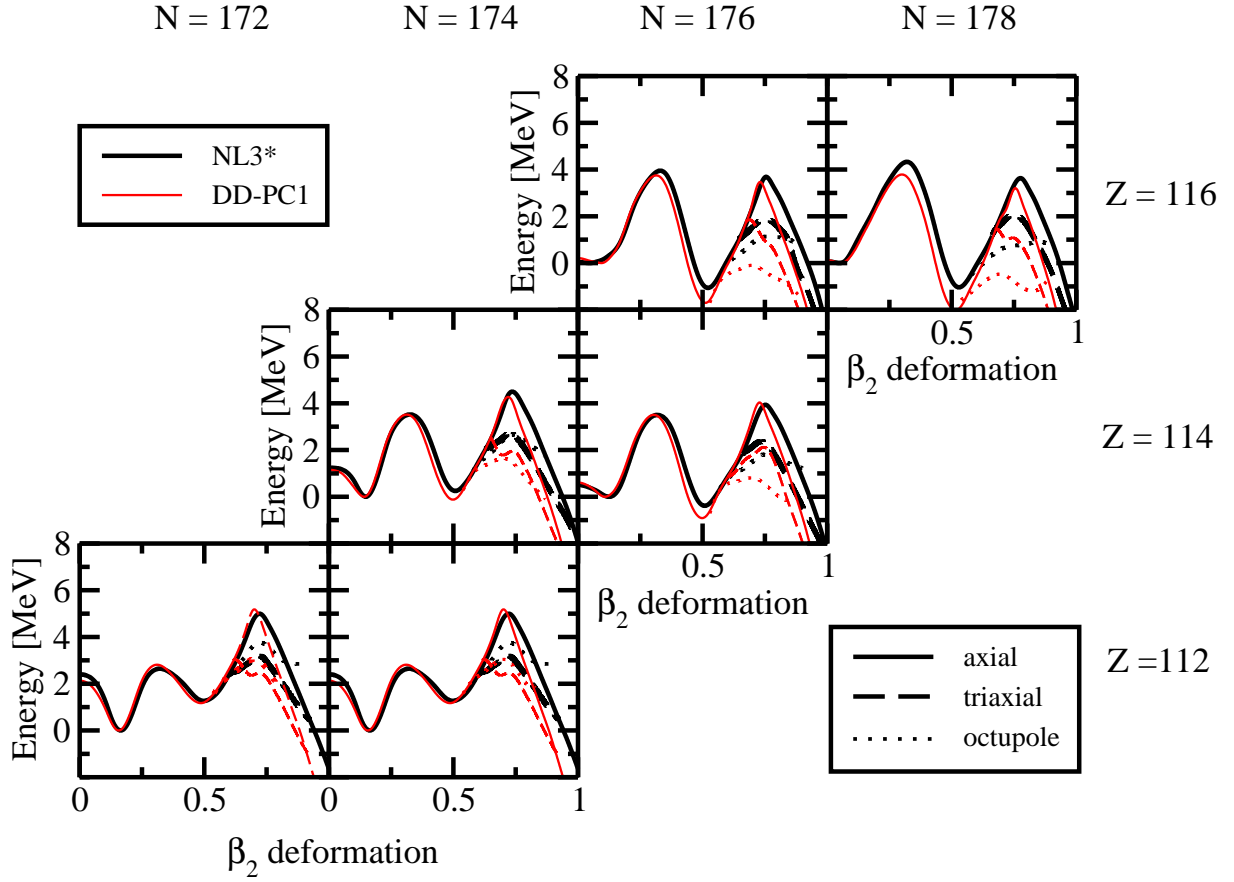 N = 172 N = 174 N = 176 N = 178
NL3*
DD-PC1
8
6
4
2
0
Energy [MeV]
0.5
1
β2 deformation
Z = 116
8
6
4
2
0
Energy [MeV]
0.5
1
β2 deformation
Z = 114
8
6
4
2
0
Energy [MeV]
0
0.5
0
0.5
1
β2 deformation
axial
triaxial
octupole
Z =112